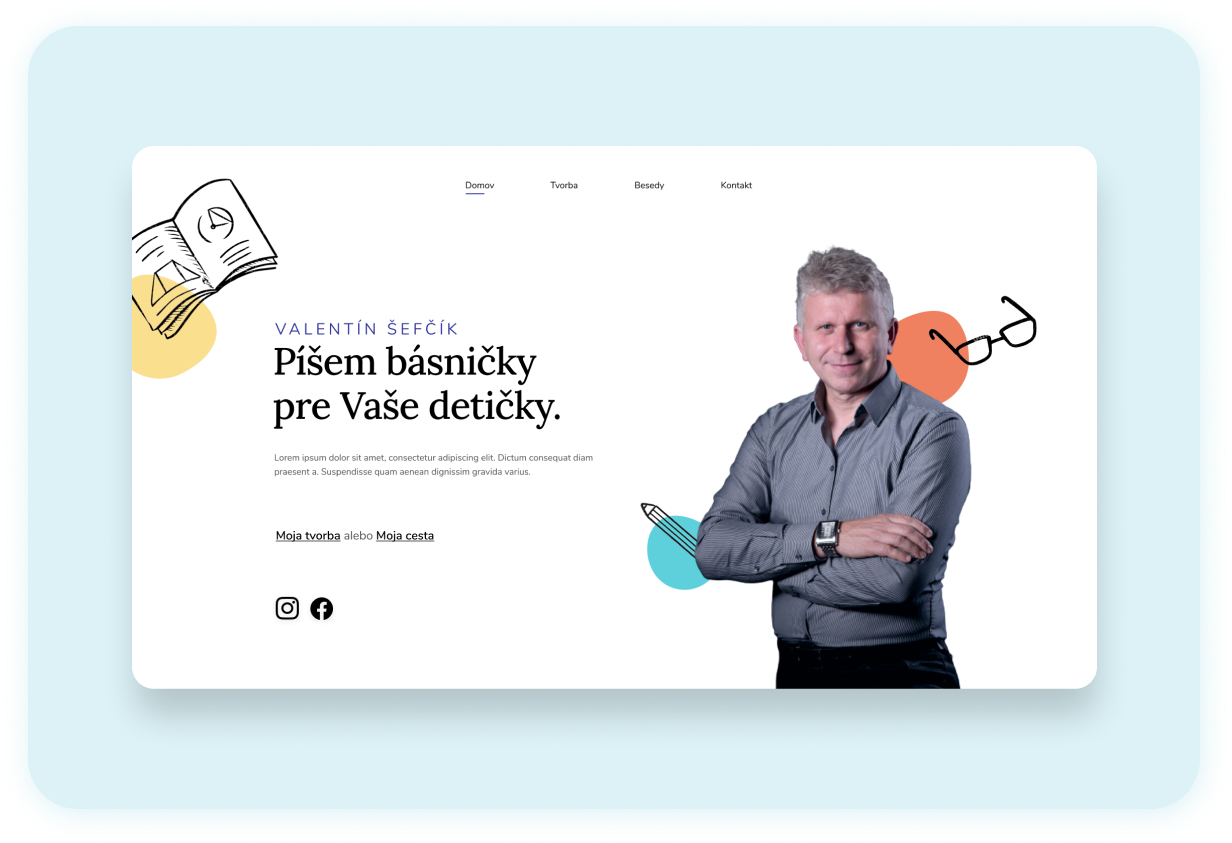 Domov
Tvorba
Besedy
Kontakt
VALENTÍN ŠEFČÍK
Píšem básničky
pre Vaše detičky.
Lorem ipsum dolor sit amet, consectetur adipiscing elit. Dictum consequat diam
praesent a. Suspendisse quam aenean dignissim gravida varius.
Moja tvorba alebo Moja cesta